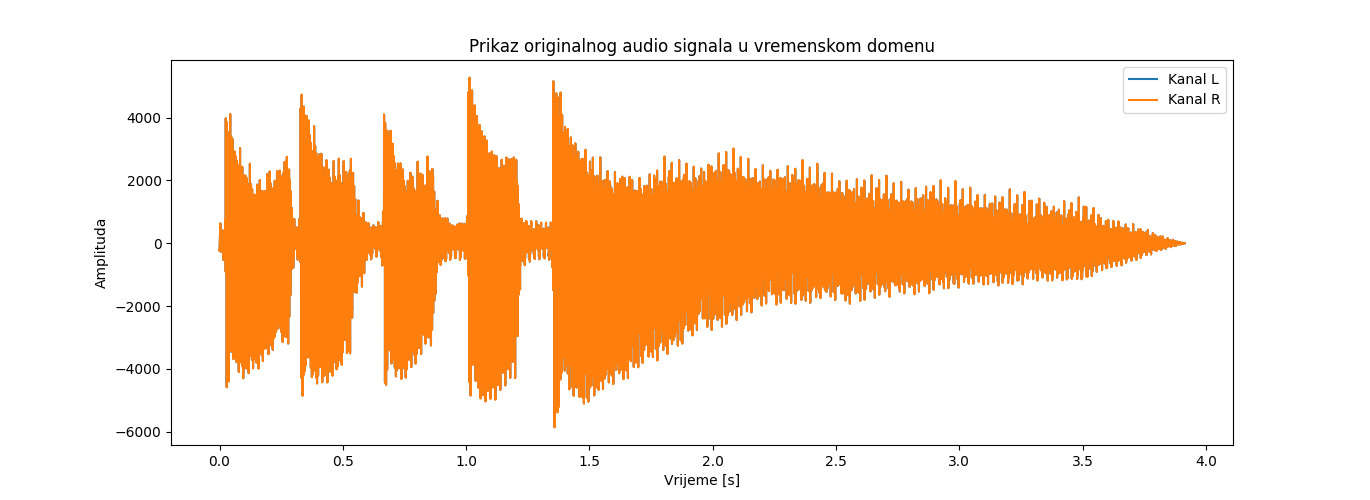 Prikaz originalnog audio signala u vremenskom domenu
Kanal L
Kanal R
Amplituda
4000
2000
0
−2000
−4000
−6000
0.0 0.5 1.0 1.5 2.0 2.5 3.0 3.5 4.0
Vrijeme [s]